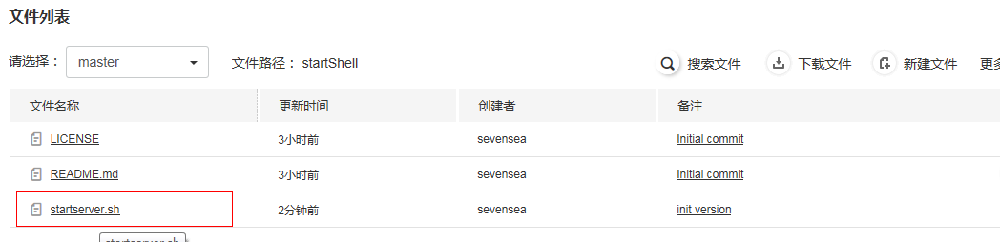 文件列表
请选择： master 文件路径： startShell 搜索文件 下载文件 新建文件 更多
文件名称 更新时间 创建者 备注
LICENSE 3小时前 sevensea Initial commit
README.md 3小时前 sevensea Initial commit
startserver.sh 2分钟前 sevensea init version
startserver.sh